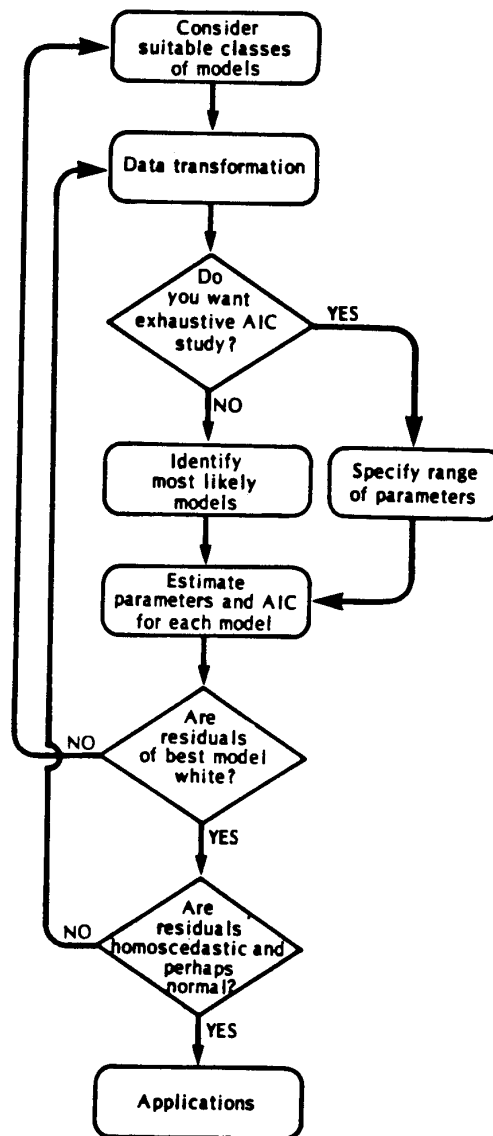 Consider
suitable classes
of models
Data transformation
Do
you want
exhaustive AIC
study?
YES
NO
Identify
most likely
models
Specify range
of parameters
Estimate
parameters and AIC
for each model
Are
residuals
of best model
white?
NO
YES
Are
residuals
homoscedastic and
perhaps
normal?
NO
YES
Applications